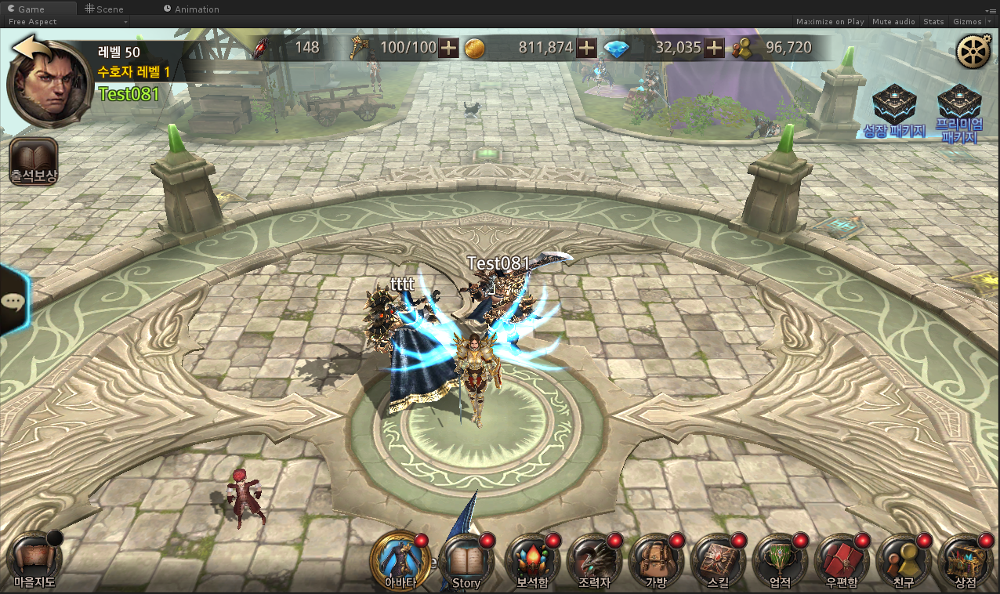 Game
Scene
Animation
Free Aspect
Maximize on Play
Mute audio
Stats
Gizmos
레벨 50
148
100/100
811,874
32,035
96,720
수호자 레벨 1
Test081
성장 패키지
프리미엄
패키지
출석보상
Test081
tttt
마을지도
아바타
Story
보석함
조력자
가방
스킬
업적
우편함
친구
상점